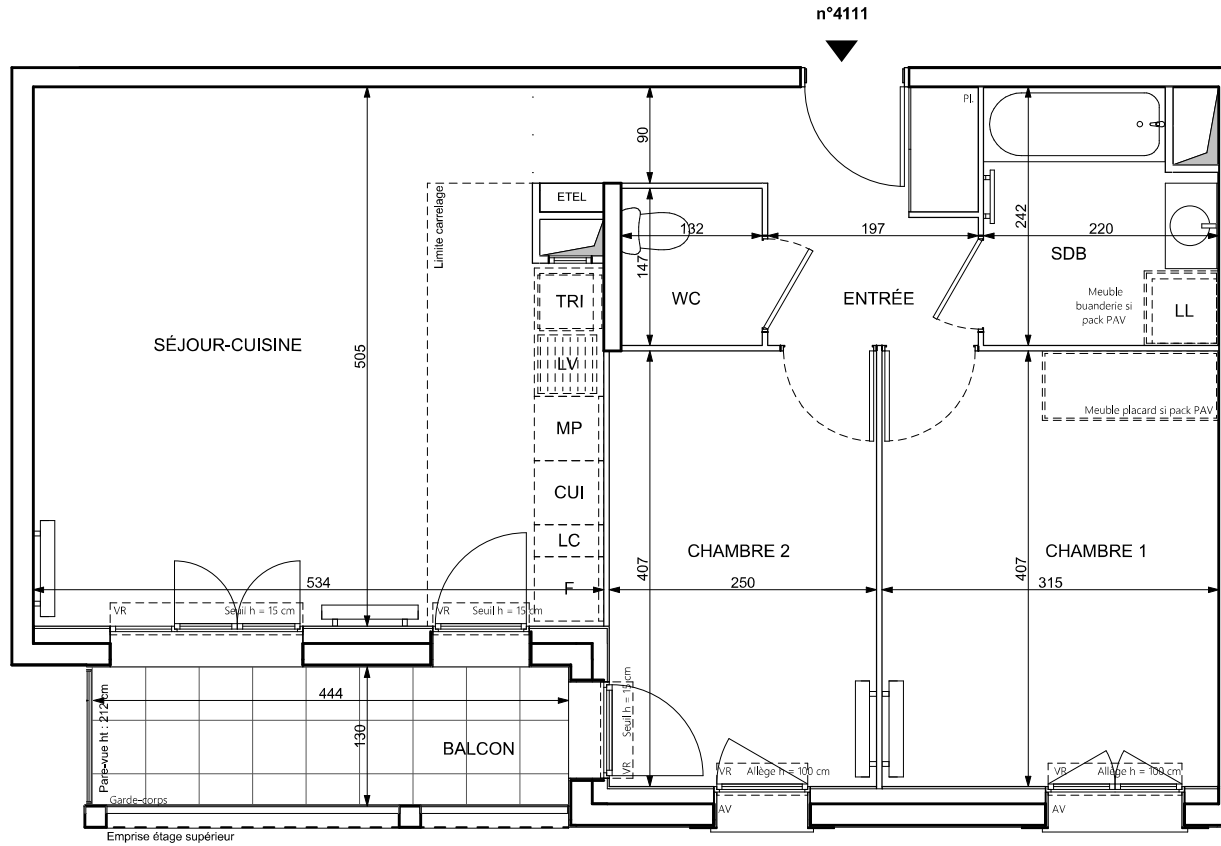 n°4111
Pl.
90
ETEL
Limite carrelage
132
147
WC
197
ENTRÉE
242
220
SDB
Meuble
buanderie si
pack PAV
LL
TRI
LV
MP
CUI
LC
F
SÉJOUR-CUISINE
505
534
Meuble placard si pack PAV
CHAMBRE 2
407
250
CHAMBRE 1
407
315
VR
Seuil h = 15 cm
VR
Seuil h = 15 cm
Pare-vue ht : 212 cm
444
130
BALCON
Garde-corps
Emprise étage supérieur
VR
Seuil h = 15 cm
VR
Allège h = 100 cm
AV
VR
Allège h = 100 cm
AV